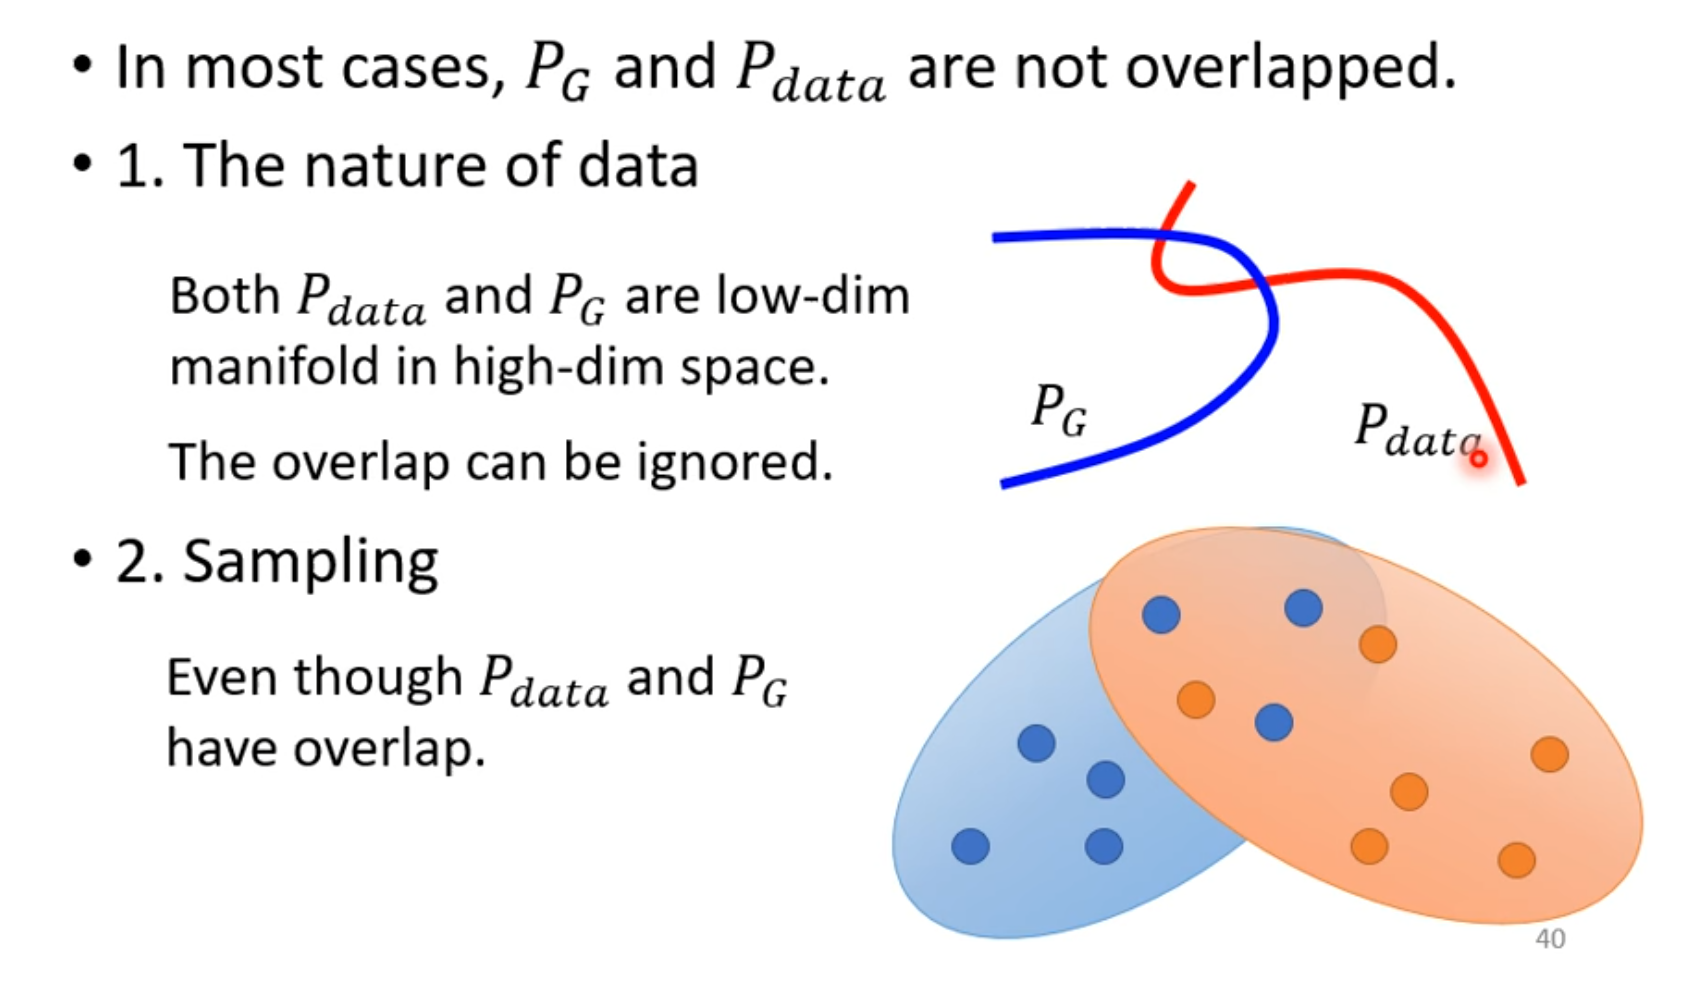 • In most cases, P_G and P_data are not overlapped.
• 1. The nature of data
Both P_data and P_G are low-dim
manifold in high-dim space.
The overlap can be ignored.
P_G
P_data
• 2. Sampling
Even though P_data and P_G
have overlap.
40